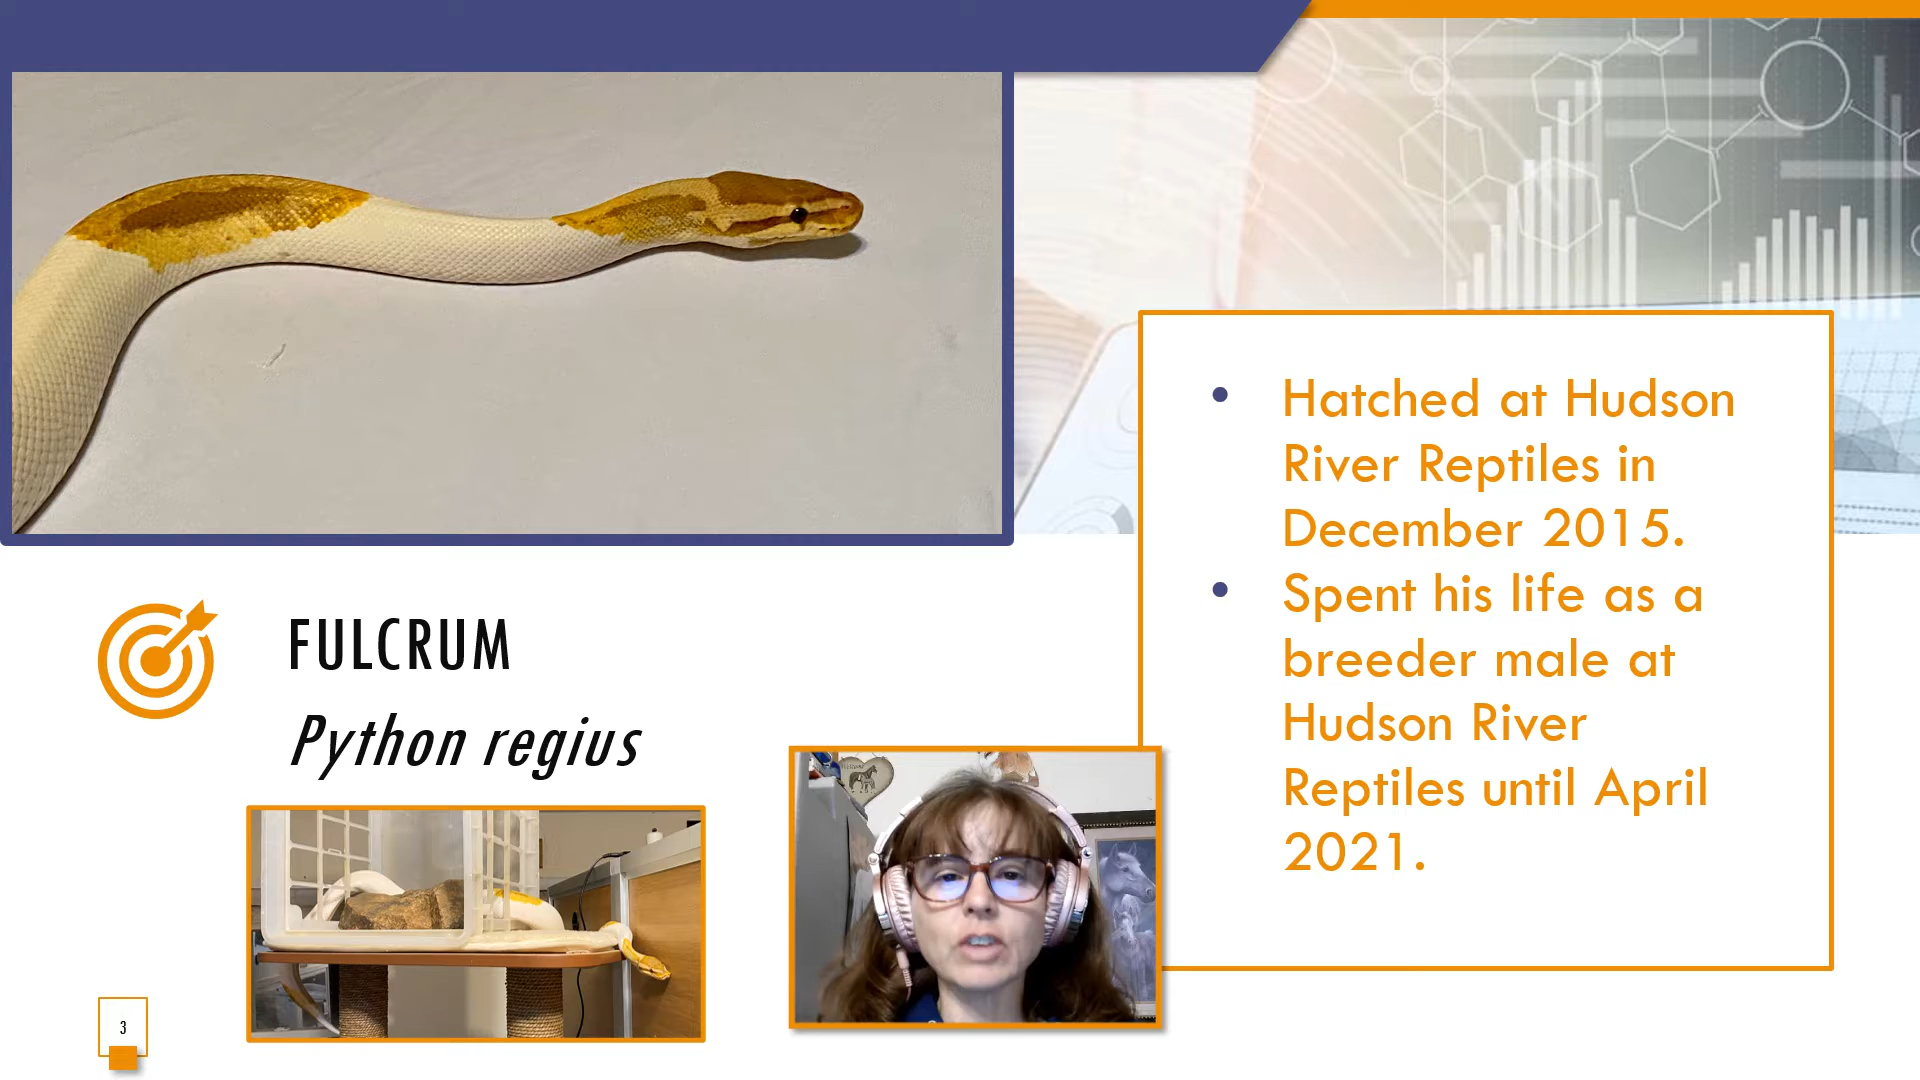 FULCRUM
Python regius
• Hatched at Hudson
River Reptiles in
December 2015.
• Spent his life as a
breeder male at
Hudson River
Reptiles until April
2021.
Welcome
3